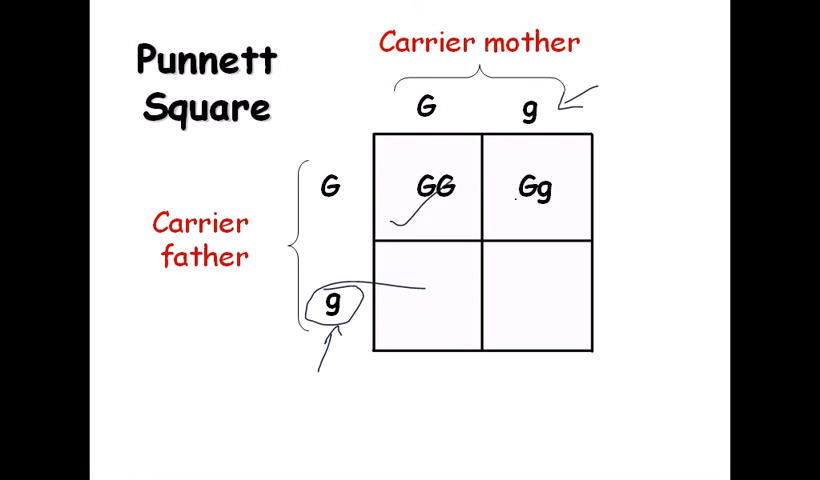 Carrier mother
Punnett
Square
G g
G GG Gg
Carrier
father
g